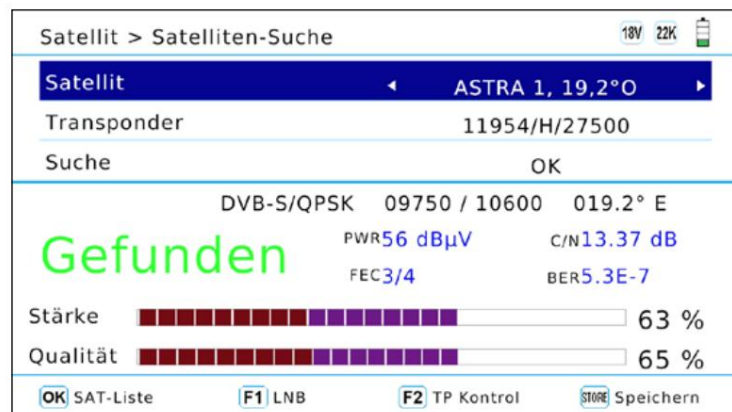 Satellit > Satelliten-Suche 18V 22K
Satellit ASTRA 1, 19,2°O
Transponder 11954/H/27500
Suche OK
DVB-S/QPSK 09750 / 10600 019.2° E
Gefunden
PWR56 dBµV C/N13.37 dB
FEC3/4 BER5.3E-7
Stärke 63 %
Qualität 65 %
OK SAT-Liste F1 LNB F2 TP Kontrol STORE Speichern